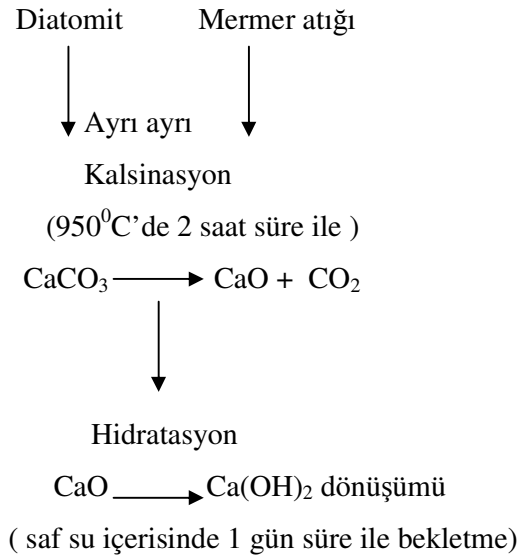 Diatomit Mermer atığı
Ayrı ayrı
Kalsinasyon
(950⁰C’de 2 saat süre ile )
CaCO₃ → CaO + CO₂
Hidratasyon
CaO → Ca(OH)₂ dönüşümü
( saf su içerisinde 1 gün süre ile bekletme)